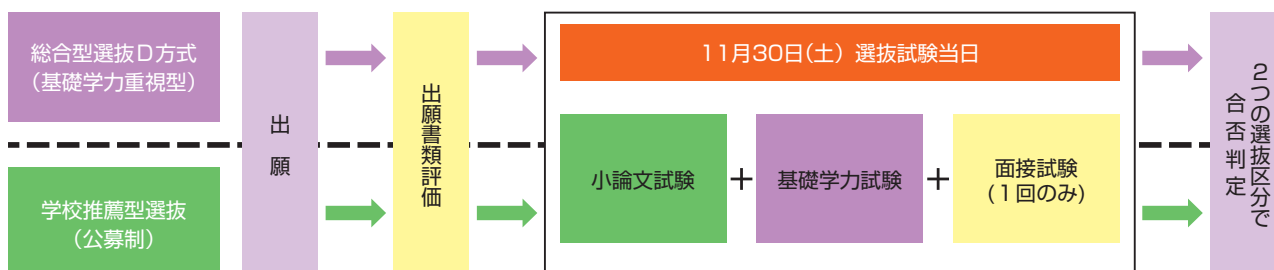 総合型選抜D方式
（基礎学力重視型）
学校推薦型選抜
（公募制）
出願
出願書類評価
11月30日(土) 選抜試験当日
小論文試験
＋
基礎学力試験
＋
面接試験
(１回のみ)
２つの選抜区分で
合否判定